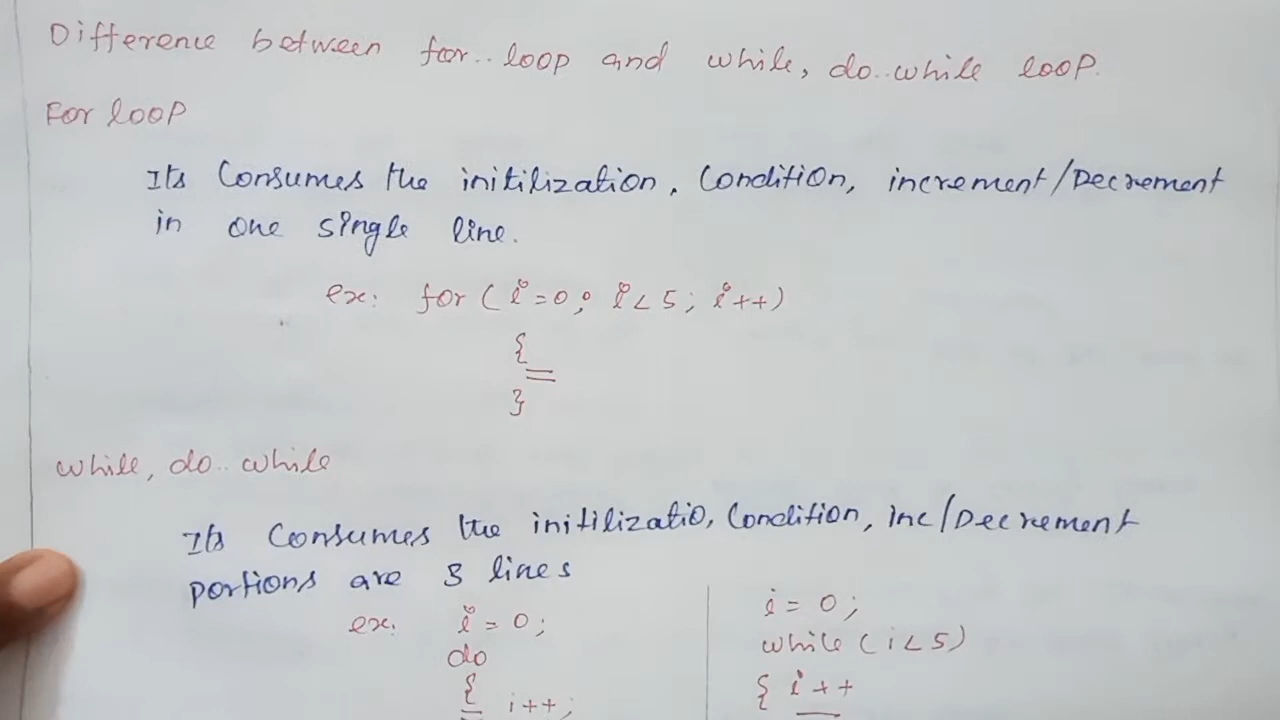 Difference between for.. loop and while, do..while loop.
For loop
Its Consumes the initilization, Condition, increment/Decrement
in one single line.
ex: for ( i=0; i<5; i++)
{
}
while, do.. while
Its Consumes the initilizatio, Condition, inc/Decrement
portions are 3 lines
ex. i = 0;
do
{ i++;
i = 0;
while (i<5)
{ i++